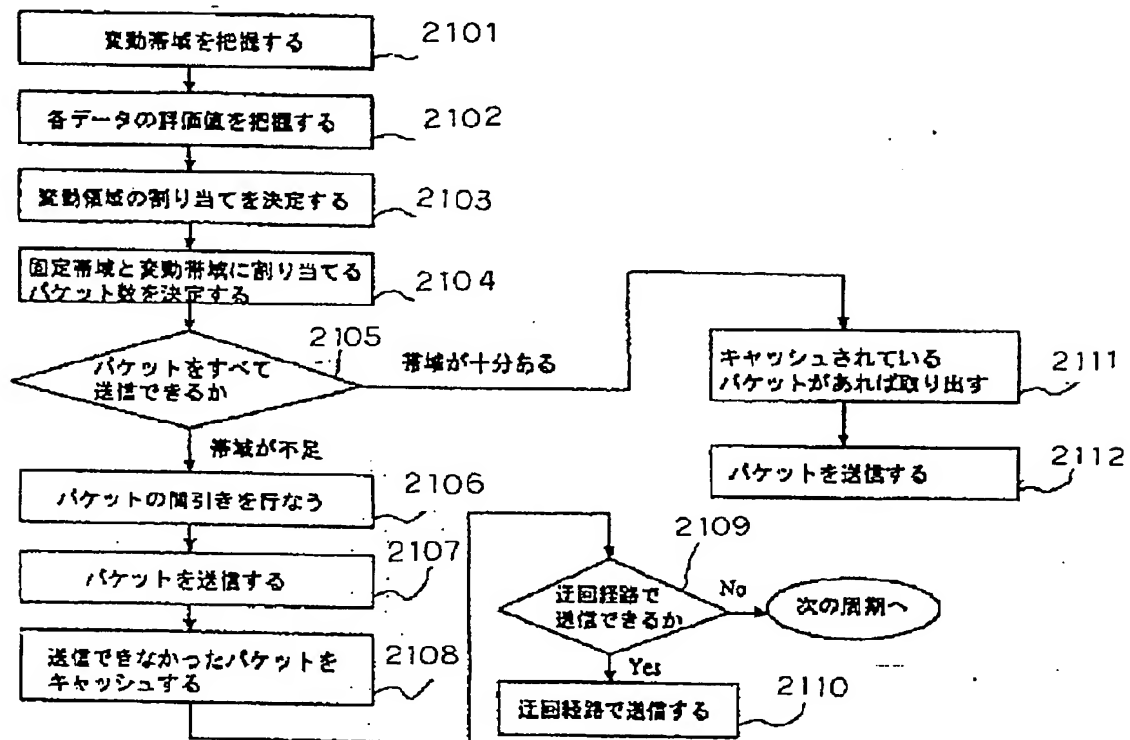 変動帯域を把握する
2101
各データの評価値を把握する
2102
変動領域の割り当てを決定する
2103
固定帯域と変動帯域に割り当てる
パケット数を決定する
2104
パケットをすべて
送信できるか
2105
帯域が十分ある
キャッシュされている
パケットがあれば取り出す
2111
パケットを送信する
2112
帯域が不足
パケットの間引きを行なう
2106
パケットを送信する
2107
送信できなかったパケットを
キャッシュする
2108
迂回経路で
送信できるか
2109
No
次の周期へ
Yes
迂回経路で送信する
2110